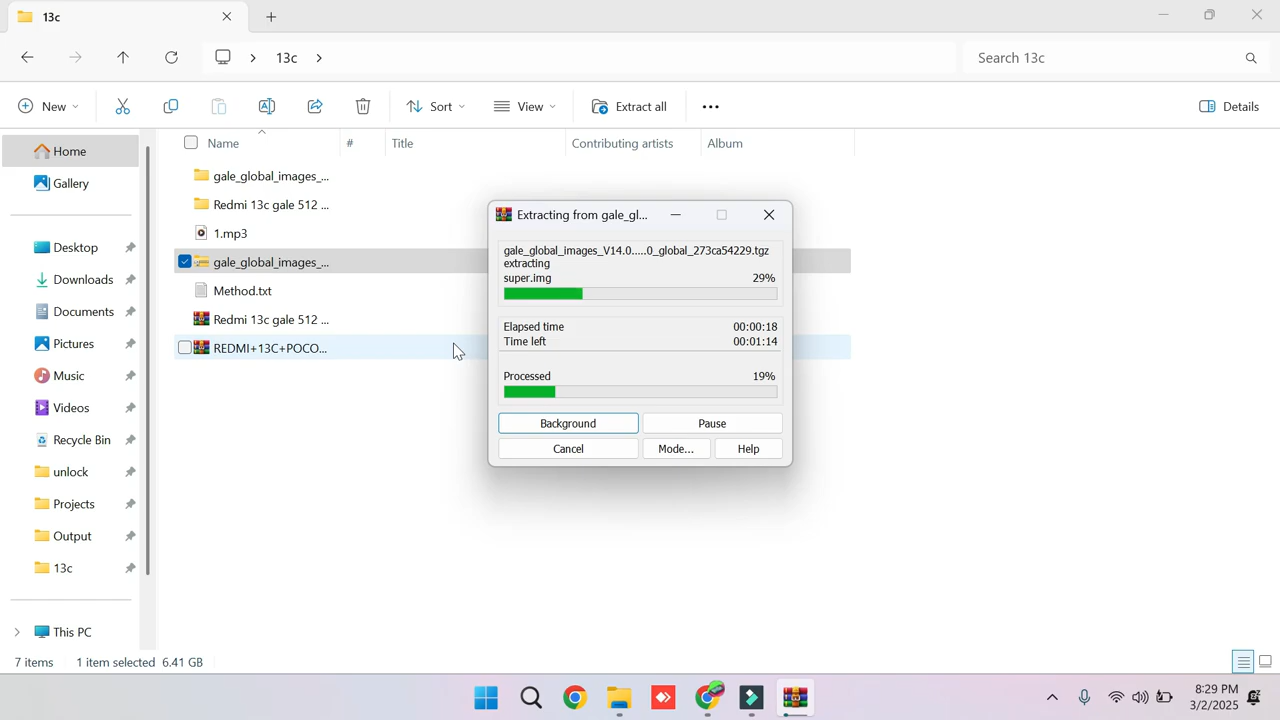 13c
13c
Search 13c
New
Sort
View
Extract all
Details
Name
#
Title
Contributing artists
Album
Home
Gallery
Desktop
Downloads
Documents
Pictures
Music
Videos
Recycle Bin
unlock
Projects
Output
13c
This PC
gale_global_images_...
Redmi 13c gale 512 ...
1.mp3
gale_global_images_...
Method.txt
Redmi 13c gale 512 ...
REDMI+13C+POCO...
Extracting from gale_gl...
gale_global_images_V14.0.....0_global_273ca54229.tgz
extracting
super.img 29%
Elapsed time 00:00:18
Time left 00:01:14
Processed 19%
Background
Pause
Cancel
Mode...
Help
7 items 1 item selected 6.41 GB
8:29 PM
3/2/2025